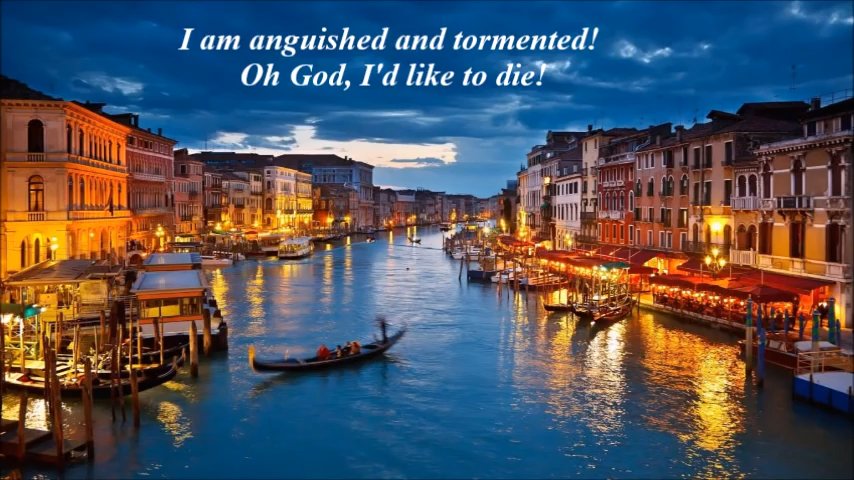 I am anguished and tormented!
Oh God, I'd like to die!